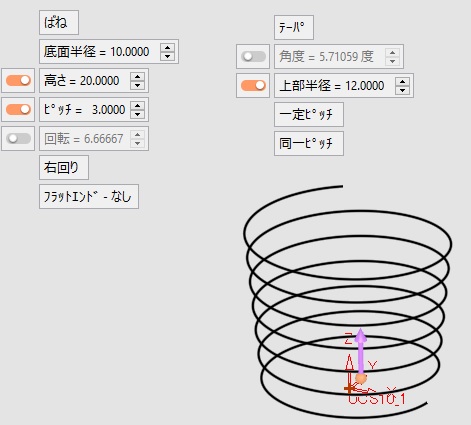 ばね
底面半径 = 10.0000
高さ = 20.0000
ﾋﾟｯﾁ = 3.0000
回転 = 6.66667
右回り
ﾌﾗｯﾄｴﾝﾄﾞ - なし
ﾃｰﾊﾟ
角度 = 5.71059 度
上部半径 = 12.0000
一定ﾋﾟｯﾁ
同一ﾋﾟｯﾁ
Z
Y